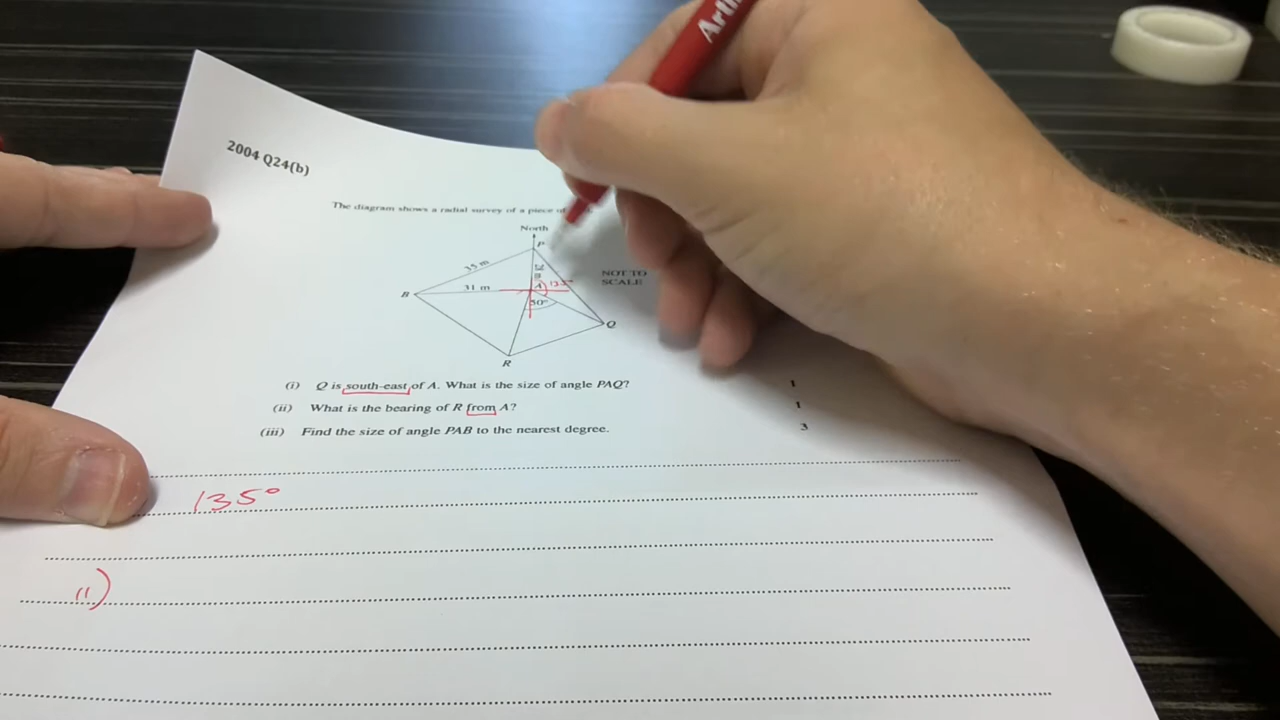 Art
2004 Q24(b)
The diagram shows a radial survey of a piece of
North
P
35 m
NOT TO
SCALE
B
31 m
A
135°
50°
Q
R
(i) Q is south-east of A. What is the size of angle PAQ? 1
(ii) What is the bearing of R from A? 1
(iii) Find the size of angle PAB to the nearest degree. 3
135°
ii)